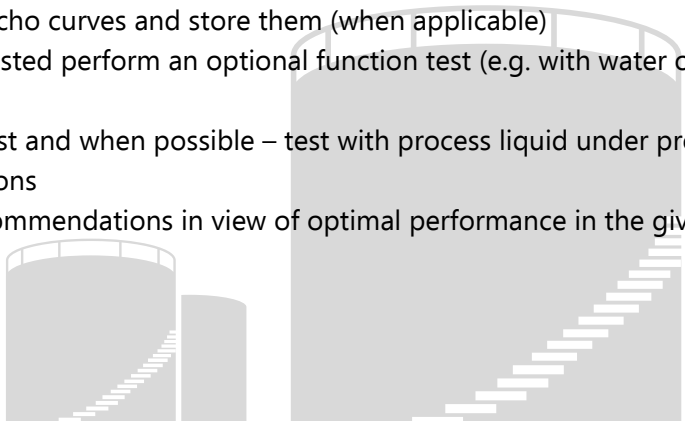 cho curves and store them (when applicable)
sted perform an optional function test (e.g. with water o
st and when possible – test with process liquid under pr
ons
ommendations in view of optimal performance in the giv